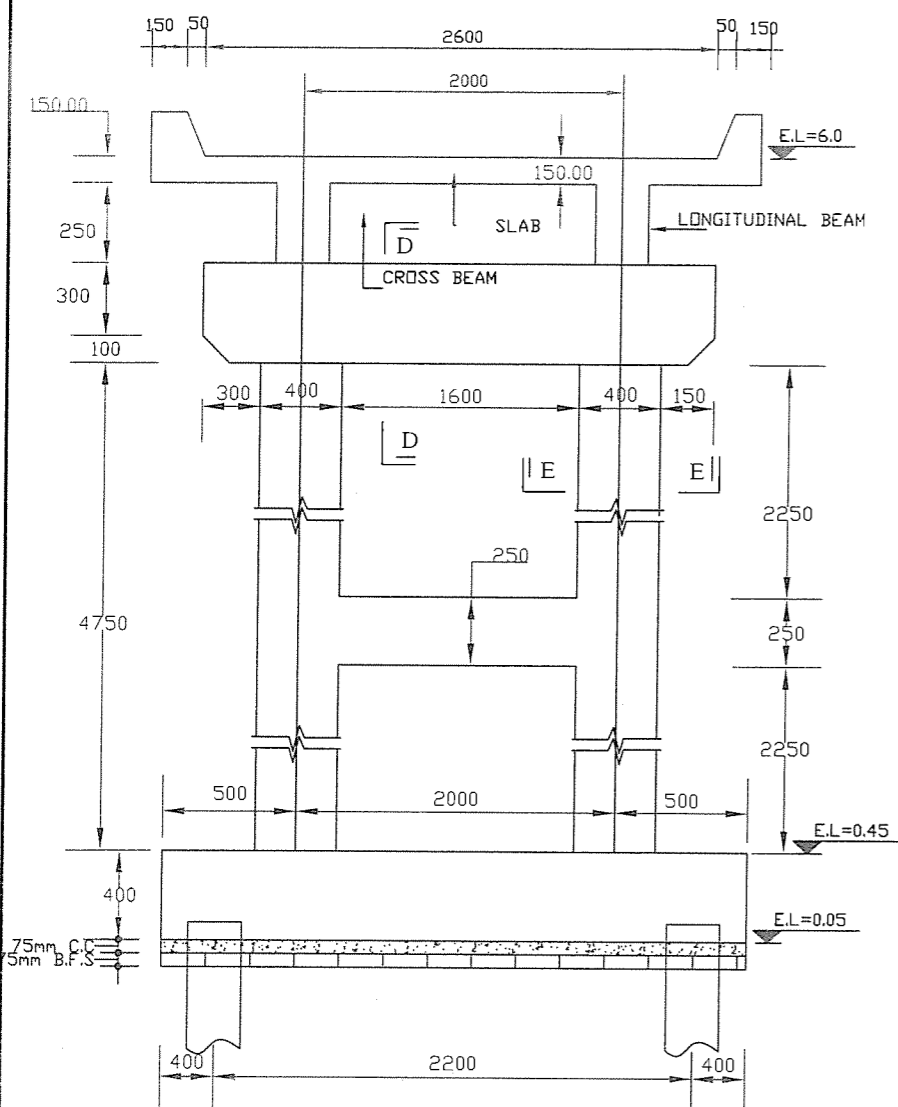 150 50 2600 50 150
2000
150.00
E.L=6.0
150.00
250
SLAB
LONGITUDINAL BEAM
D
CROSS BEAM
300
100
300 400 1600 400 150
D
E E
2250
250
4750
250
2250
500 2000 500
E.L=0.45
400
E.L=0.05
75mm C.C
75mm B.F.S
400 2200 400